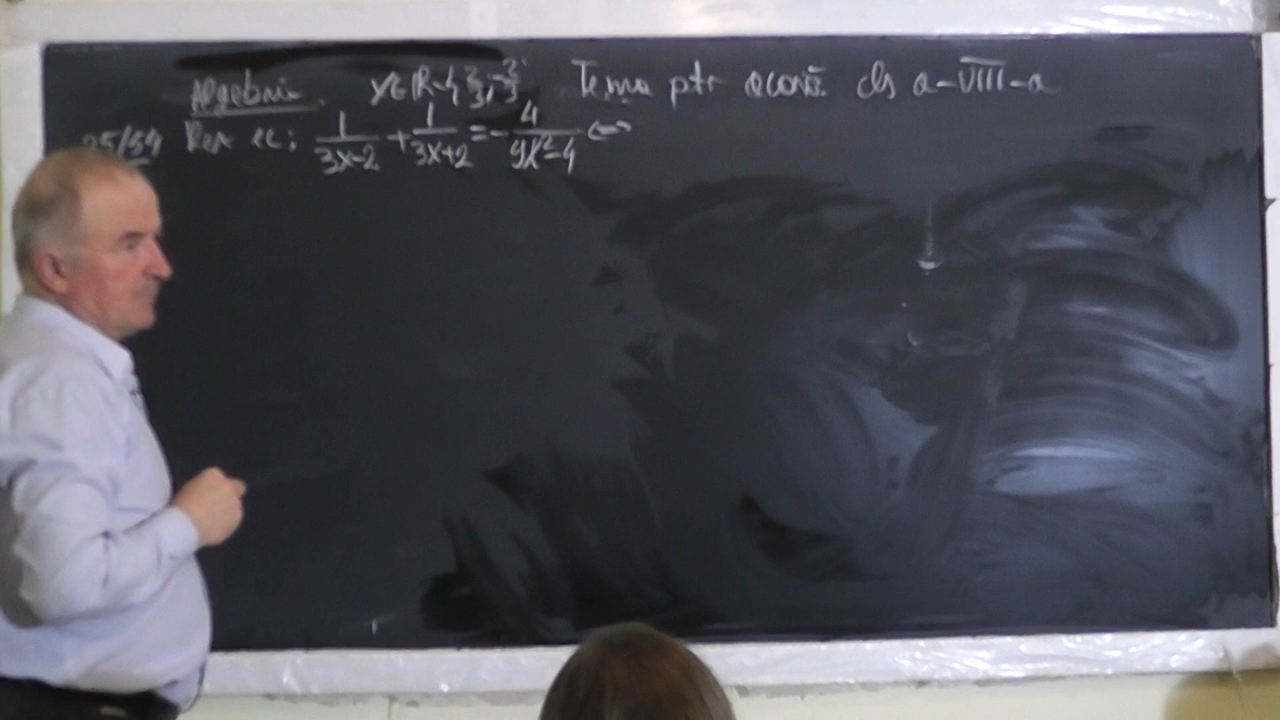 Algebră. x∈R-{2/3;-2/3} Tema ptr acasă cls a-VIII-a
25/54 Rez ec: 1/(3x-2) + 1/(3x+2) = -4/(9x²-4) ⇔